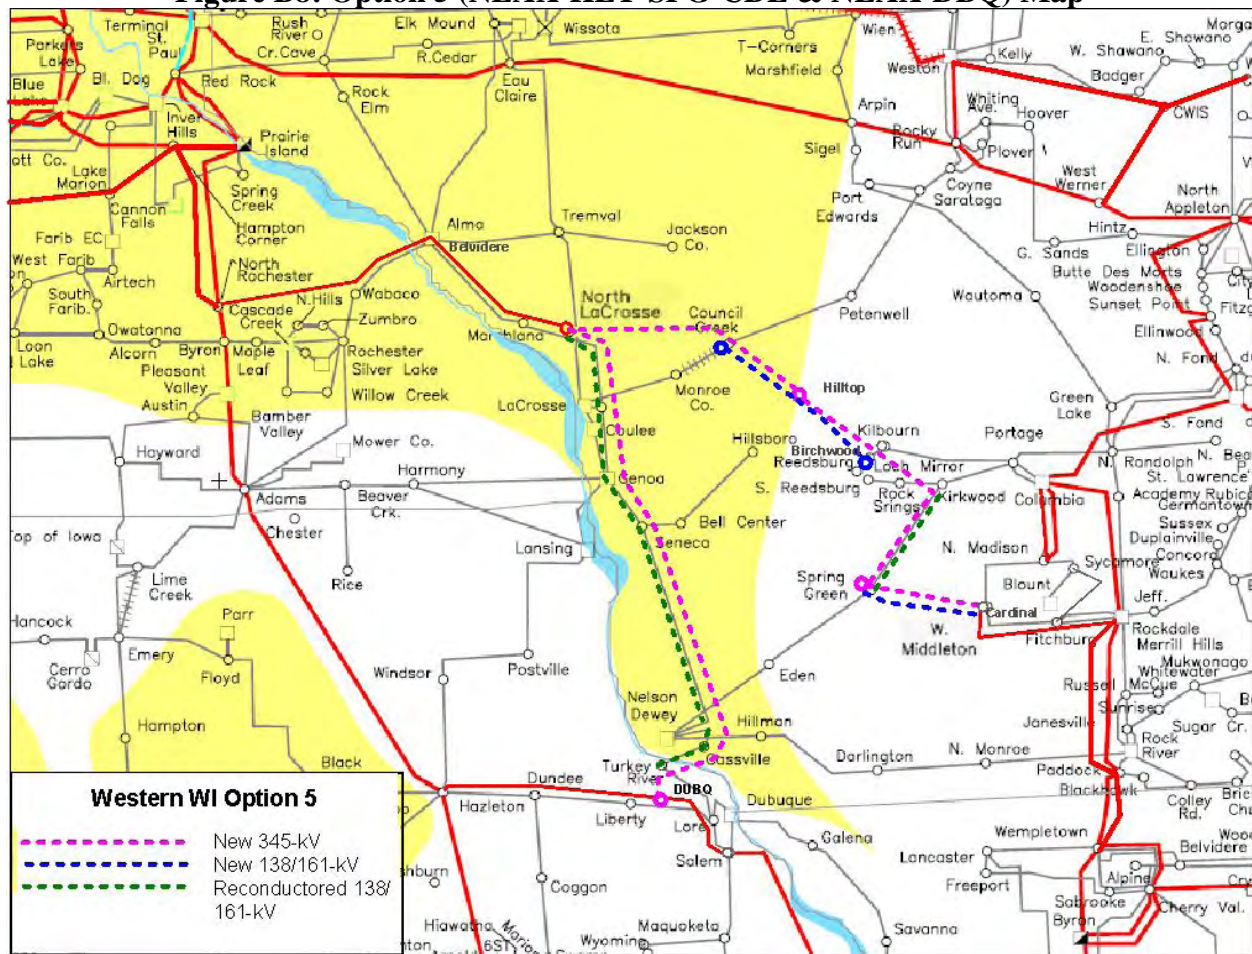 Terminal
Rush
River
Elk Mound
Wissota
T-Corners
Wien
Kelly
W. Shawano
E. Shawano
Parkers
Lake
St.
Paul
Cr.Cave
R.Cedar
Eau
Claire
Marshfield
Weston
Badger
Blue
Bl. Dog
Red Rock
Rock
Elm
Arpin
Whiting
Ave.
Hoover
CWIS
Inver
Hills
Prairie
Island
Sigel
Rocky
Run
Plover
Lake
Marion
Spring
Creek
Port
Edwards
Coyne
Saratoga
West
Werner
North
Appleton
Cannon
Falls
Hampton
Corner
Alma
Belvidere
Tremval
Jackson
Co.
Hintz
G. Sands
Ellington
Farib EC
West Farib
Airtech
North
Rochester
N.Hills
Wabaco
North
LaCrosse
Council
Creek
Petenwell
Wautoma
Butte Des Morts
Woodenshoe
Sunset Point
South
Farib.
Cascade
Creek
Zumbro
Marshland
Ellinwood
Owatanna
Alcorn
Byron
Maple
Leaf
Rochester
Silver Lake
N. Fond
Loon
Lake
Pleasant
Valley
Willow Creek
LaCrosse
Monroe
Co.
Hilltop
Green
Lake
Austin
Bamber
Valley
Coulee
Hillsboro
Kilbourn
Portage
S. Fond
Hayward
Mower Co.
Harmony
Genoa
Birchwood
Reedsburg
Loch Mirror
N. Randolph
S. Reedsburg
Rock
Srings
Kirkwood
Columbia
St. Lawrence
Academy Rubicon
Germantown
Adams
Beaver
Crk.
Chester
Bell Center
Seneca
Lansing
N. Madison
Sycamore
Sussex
Duplainville
Concord
Waukes
Top of Iowa
Lime
Creek
Rice
Spring
Green
Blount
Cardinal
Jeff.
Hancock
Parr
W.
Middleton
Fitchburg
Rockdale
Merrill Hills
Cerro
Gordo
Emery
Floyd
Windsor
Postville
Eden
Mukwonago
Whitewater
Russell
McCue
Sunrise
Hampton
Nelson
Dewey
Hillman
Janesville
Sugar Cr.
Rock
River
Black
Turkey
River
Cassville
Darlington
N. Monroe
Paddock
Blackhawk
Colley
Rd.
Hazleton
Dundee
Liberty
DUBQ
Lore
Dubuque
Galena
Wempletown
Belvidere
Salem
Lancaster
Freeport
Alpine
Coggon
Sabrooke
Byron
Cherry Val.
Hiawatha
Wyoming
Maquoketa
Savanna
Western WI Option 5
New 345-kV
New 138/161-kV
Reconductored 138/
161-kV